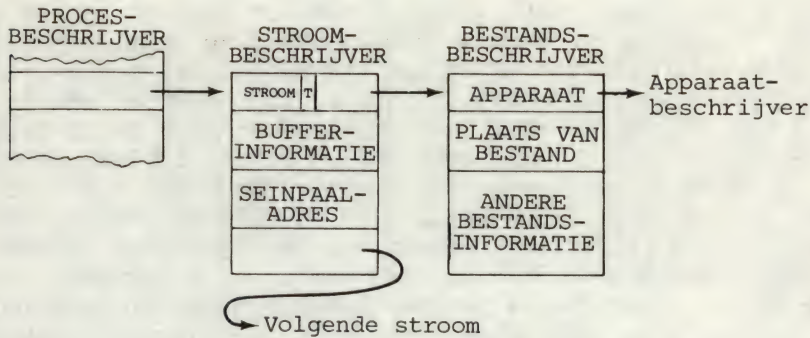 PROCES-
BESCHRIJVER
STROOM-
BESCHRIJVER
BESTANDS-
BESCHRIJVER
STROOM T
APPARAAT
Apparaat-
beschrijver
BUFFER-
INFORMATIE
PLAATS VAN
BESTAND
SEINPAAL-
ADRES
ANDERE
BESTANDS-
INFORMATIE
Volgende stroom